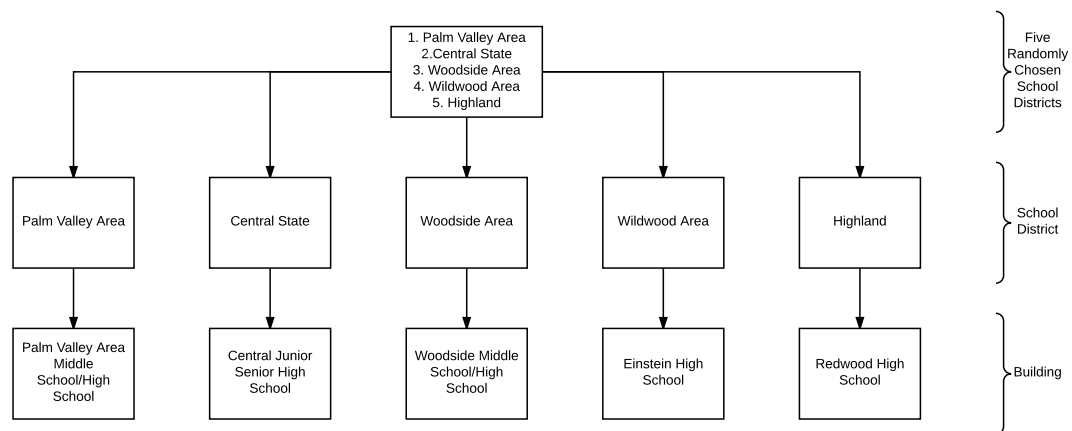 1. Palm Valley Area
2.Central State
3. Woodside Area
4. Wildwood Area
5. Highland
Five
Randomly
Chosen
School
Districts
Palm Valley Area
Central State
Woodside Area
Wildwood Area
Highland
School
District
Palm Valley Area
Middle
School/High
School
Central Junior
Senior High
School
Woodside Middle
School/High
School
Einstein High
School
Redwood High
School
Building